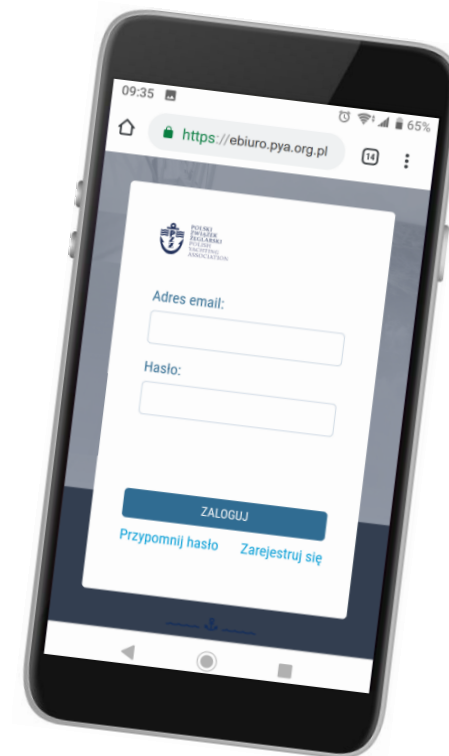 09:35
65%
https://ebiuro.pya.org.pl
14
POLSKI
ZWIĄZEK
ŻEGLARSKI
POLISH
YACHTING
ASSOCIATION
Adres email:
Hasło:
ZALOGUJ
Przypomnij hasło Zarejestruj się